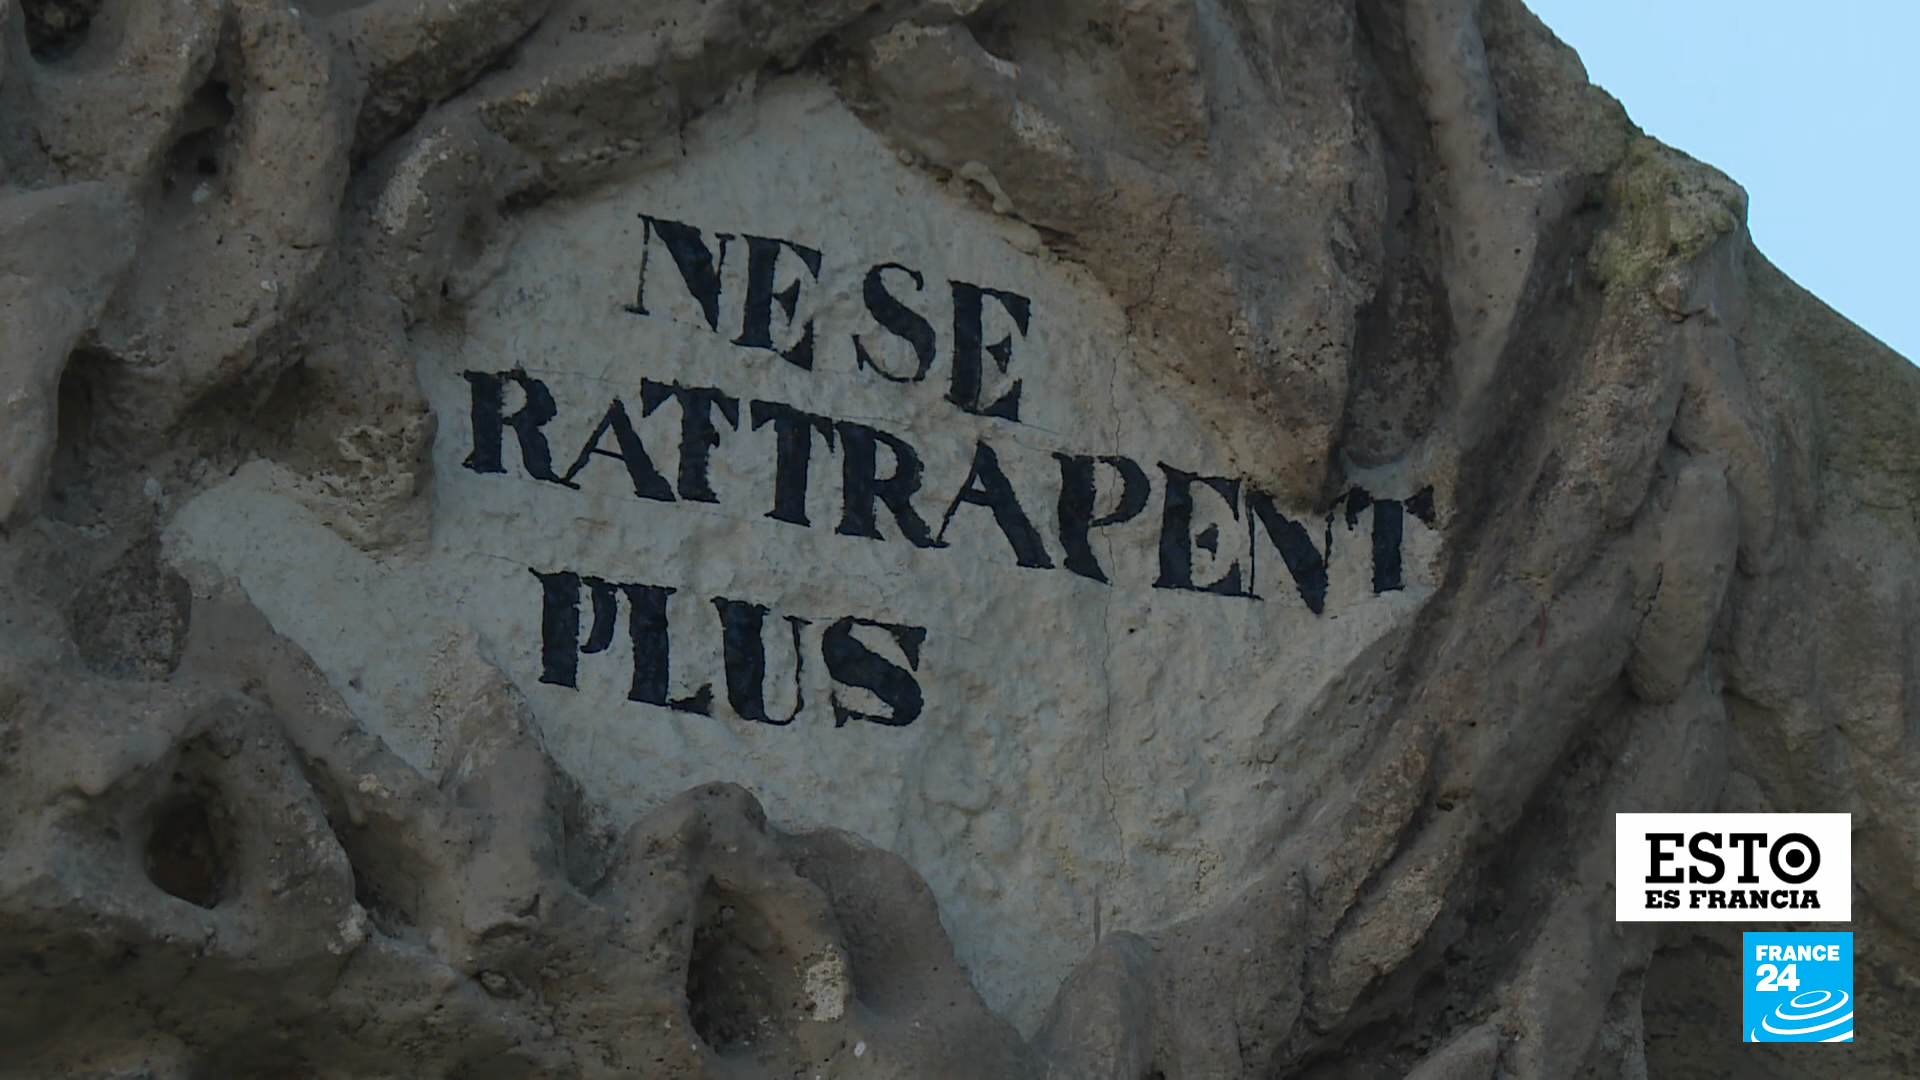 NE SE
RATTRAPENT
PLUS
ESTO
ES FRANCIA
FRANCE
24